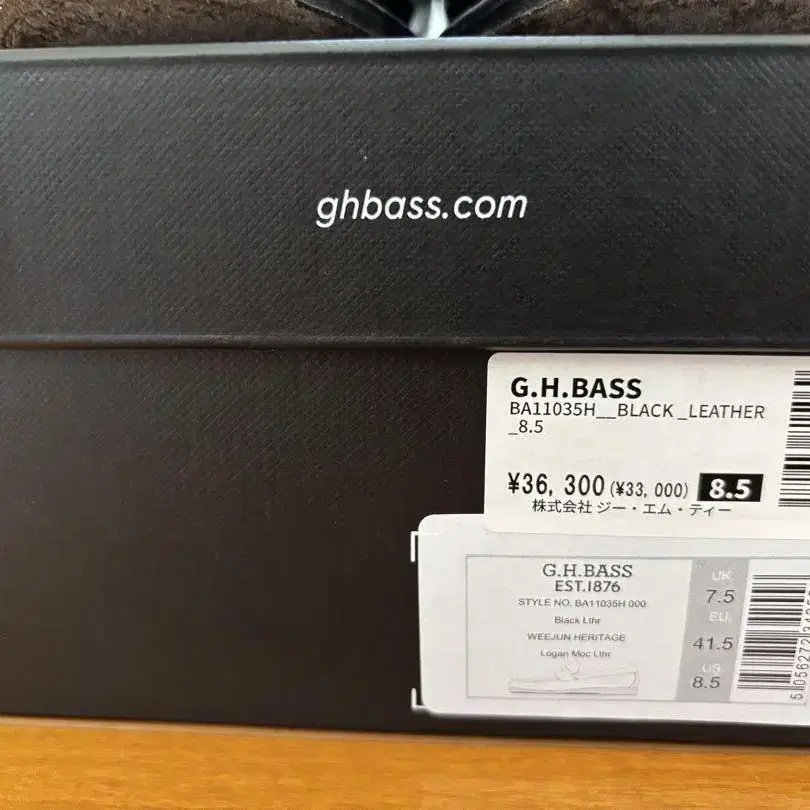 ghbass.com
G.H.BASS
BA11035H__BLACK _LEATHER
_8.5
¥36, 300 (¥33, 000) 8.5
株式会社 ジー・エム・ティー
G.H.BASS
EST.1876
STYLE NO. BA11035H 000
Black Lthr
WEEJUN HERITAGE
Logan Moc Lthr
UK
7.5
EU
41.5
US
8.5